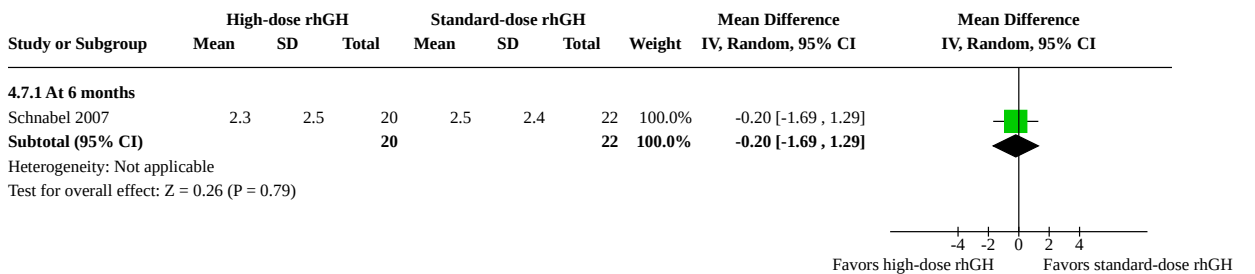 High-dose rhGH Standard-dose rhGH Mean Difference Mean Difference
Study or Subgroup Mean SD Total Mean SD Total Weight IV, Random, 95% CI IV, Random, 95% CI
4.7.1 At 6 months
Schnabel 2007 2.3 2.5 20 2.5 2.4 22 100.0% -0.20 [-1.69 , 1.29]
Subtotal (95% CI) 20 22 100.0% -0.20 [-1.69 , 1.29]
Heterogeneity: Not applicable
Test for overall effect: Z = 0.26 (P = 0.79)
-4 -2 0 2 4
Favors high-dose rhGH Favors standard-dose rhGH